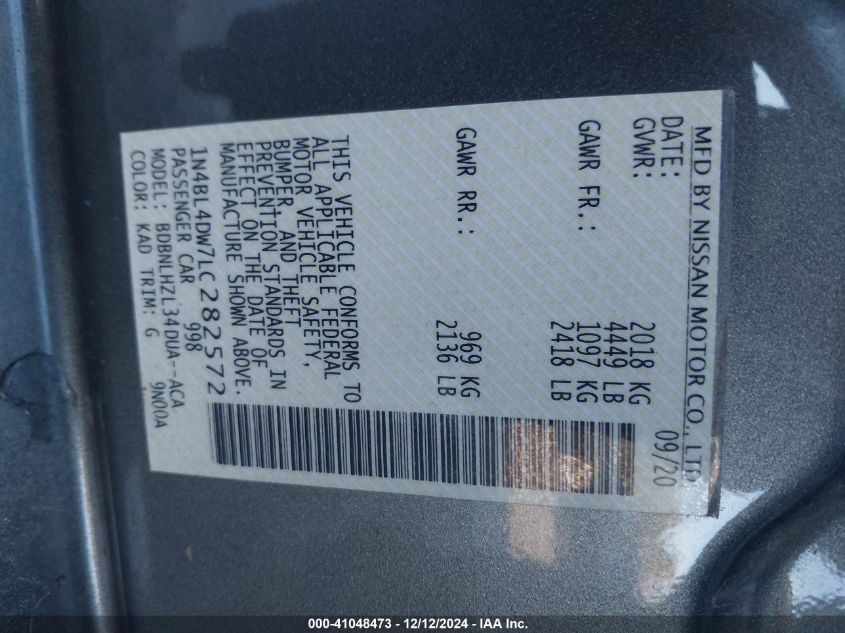 MFD BY NISSAN MOTOR CO., LTD
DATE: 09/20
GVWR: 2018 KG
4449 LB
GAWR FR.: 1097 KG
2418 LB
GAWR RR.: 969 KG
2136 LB
THIS VEHICLE CONFORMS TO
ALL APPLICABLE FEDERAL
MOTOR VEHICLE SAFETY,
BUMPER, AND THEFT
PREVENTION STANDARDS IN
EFFECT ON THE DATE OF
MANUFACTURE SHOWN ABOVE.
1N4BL4DW7LC282572
PASSENGER CAR 998
MODEL: BDBNLHZL34DUA--ACA
COLOR: KAD TRIM: G 9N00A
000-41048473 - 12/12/2024 - IAA Inc.